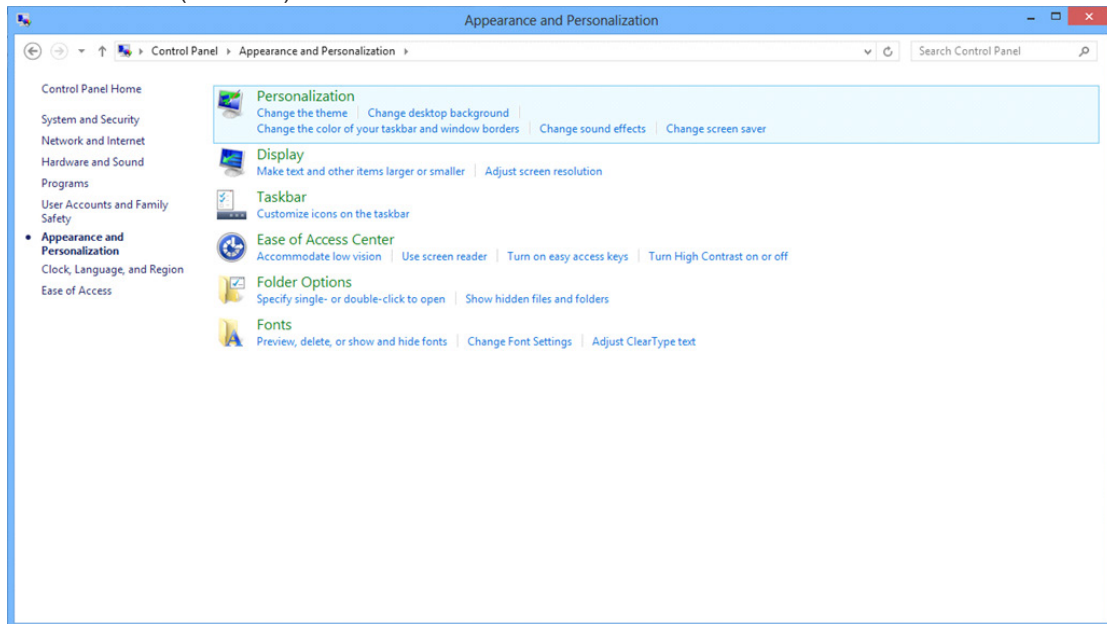 Appearance and Personalization
Control Panel Appearance and Personalization
Search Control Panel
Control Panel Home
System and Security
Network and Internet
Hardware and Sound
Programs
User Accounts and Family
Safety
Appearance and
Personalization
Clock, Language, and Region
Ease of Access
Personalization
Change the theme Change desktop background
Change the color of your taskbar and window borders Change sound effects Change screen saver
Display
Make text and other items larger or smaller Adjust screen resolution
Taskbar
Customize icons on the taskbar
Ease of Access Center
Accommodate low vision Use screen reader Turn on easy access keys Turn High Contrast on or off
Folder Options
Specify single- or double-click to open Show hidden files and folders
Fonts
Preview, delete, or show and hide fonts Change Font Settings Adjust ClearType text